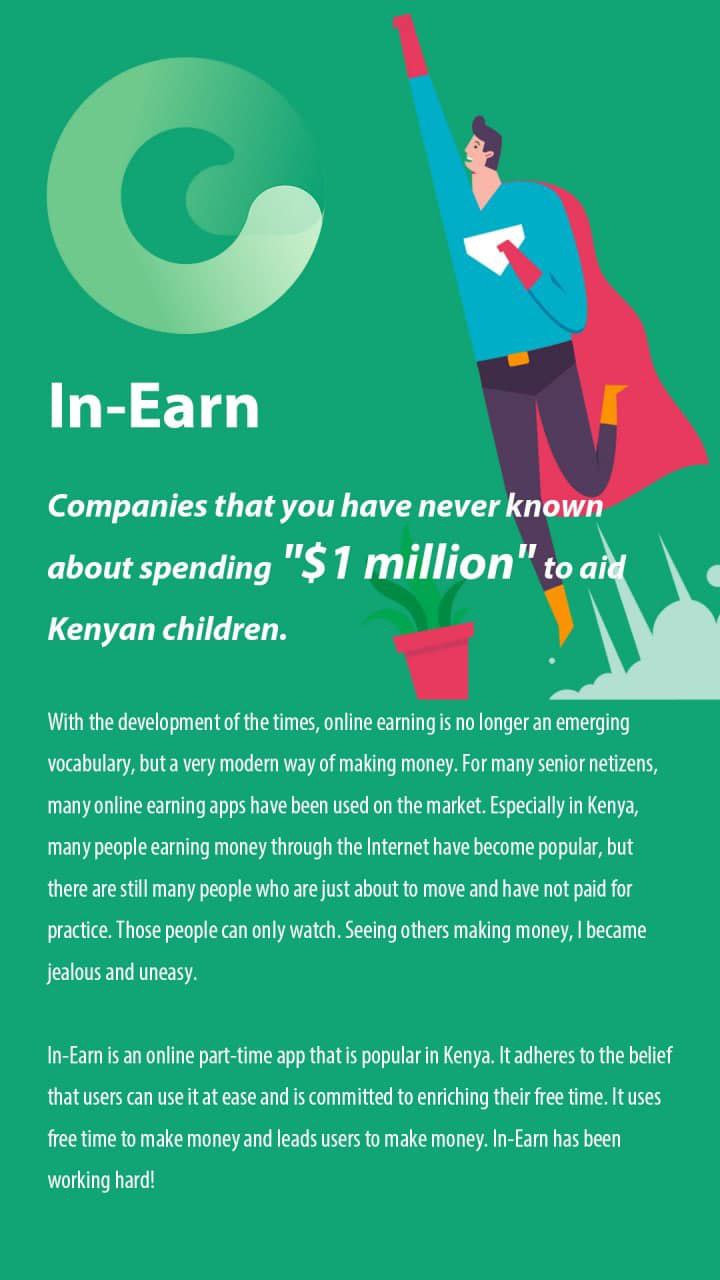 In-Earn
Companies that you have never known
about spending "$1 million" to aid
Kenyan children.
With the development of the times, online earning is no longer an emerging
vocabulary, but a very modern way of making money. For many senior netizens,
many online earning apps have been used on the market. Especially in Kenya,
many people earning money through the Internet have become popular, but
there are still many people who are just about to move and have not paid for
practice. Those people can only watch. Seeing others making money, I became
jealous and uneasy.
In-Earn is an online part-time app that is popular in Kenya. It adheres to the belief
that users can use it at ease and is committed to enriching their free time. It uses
free time to make money and leads users to make money. In-Earn has been
working hard!